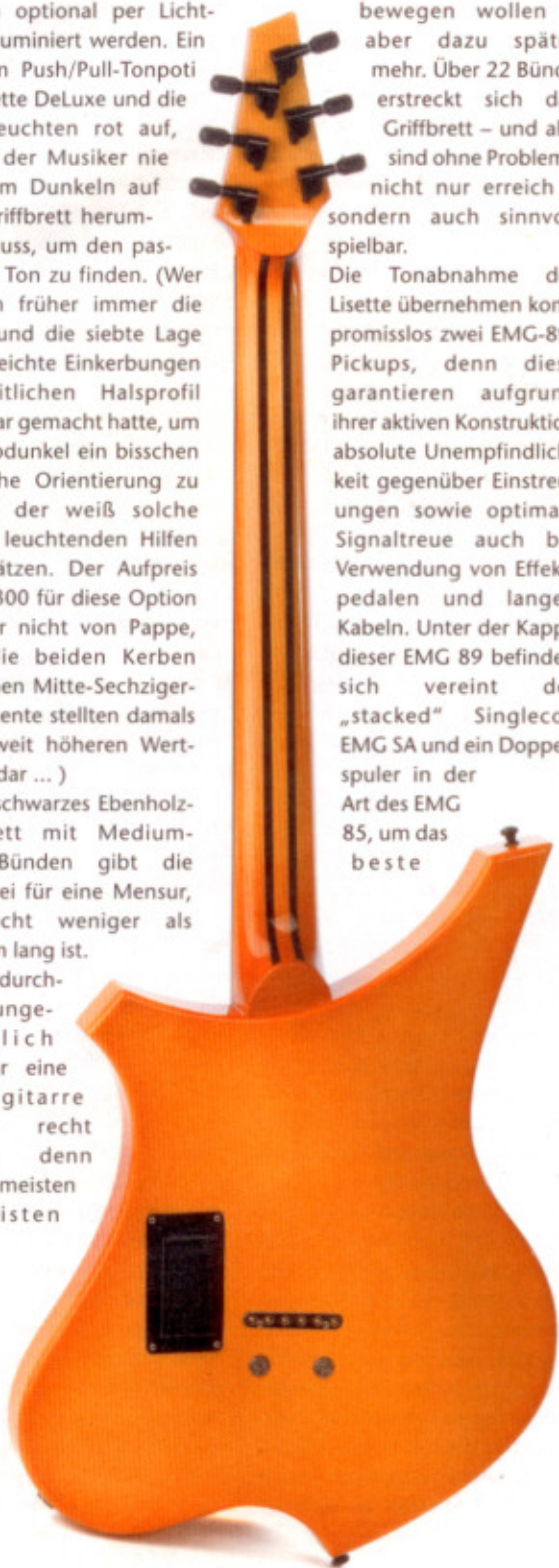 optional per Licht-
uminiert werden. Ein
n Push/Pull-Tonpoti
ette DeLuxe und die
euchten rot auf,
der Musiker nie
m Dunkeln auf
riffbrett herum-
uss, um den pas-
Ton zu finden. (Wer
n früher immer die
und die siebte Lage
eichte Einkerbungen
itlichen Halsprofil
ar gemacht hatte, um
odunkel ein bisschen
he Orientierung zu
der weiß solche
leuchtenden Hilfen
ätzen. Der Aufpreis
300 für diese Option
r nicht von Pappe,
ie beiden Kerben
nen Mitte-Sechziger-
ente stellten damals
weit höheren Wert-
dar ... )
schwarzes Ebenholz-
ett mit Medium-
Bünden gibt die
ei für eine Mensur,
cht weniger als
n lang ist.
durch-
unge-
lich
r eine
gitarre
recht
denn
meisten
isten
bewegen wollen
aber dazu spät
mehr. Über 22 Bünd
erstreckt sich d
Griffbrett – und al
sind ohne Problem
nicht nur erreich
sondern auch sinnvo
spielbar.
Die Tonabnahme de
Lisette übernehmen kom
promisslos zwei EMG-8
Pickups, denn dies
garantieren aufgrun
ihrer aktiven Konstruktio
absolute Unempfindlich
keit gegenüber Einstreu
ungen sowie optima
Signaltreue auch b
Verwendung von Effek
pedalen und lange
Kabeln. Unter der Kapp
dieser EMG 89 befinde
sich vereint de
„stacked“ Singleco
EMG SA und ein Doppe
spuler in der
Art des EMG
85, um das
beste